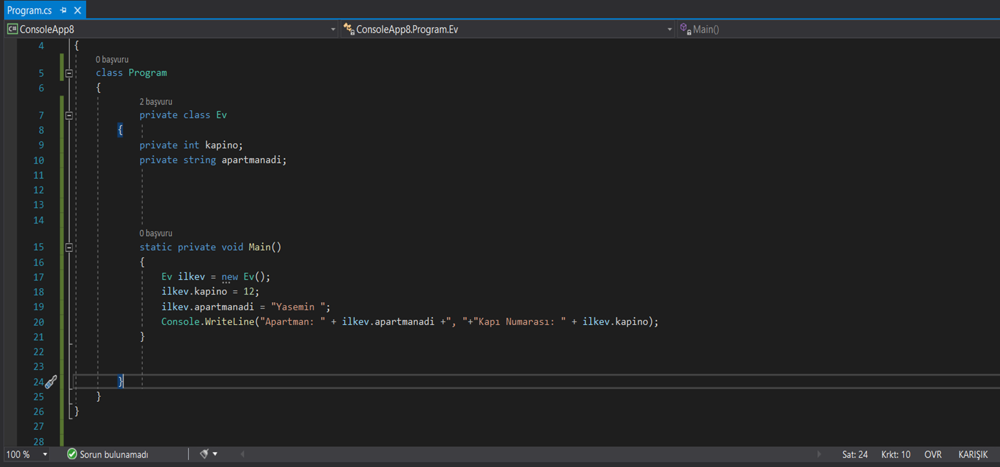 Program.cs
C# ConsoleApp8 ConsoleApp8.Program.Ev Main()
4 {
0 başvuru
5 class Program
6 {
2 başvuru
7 private class Ev
8 {
9 private int kapino;
10 private string apartmanadi;
11
12
13
14
0 başvuru
15 static private void Main()
16 {
17 Ev ilkev = new Ev();
18 ilkev.kapino = 12;
19 ilkev.apartmanadi = "Yasemin ";
20 Console.WriteLine("Apartman: " + ilkev.apartmanadi +", "+"Kapı Numarası: " + ilkev.kapino);
21 }
22
23
24 }
25 }
26 }
27
28
100 % Sorun bulunamadı Sat: 24 Krkt: 10 OVR KARIŞIK